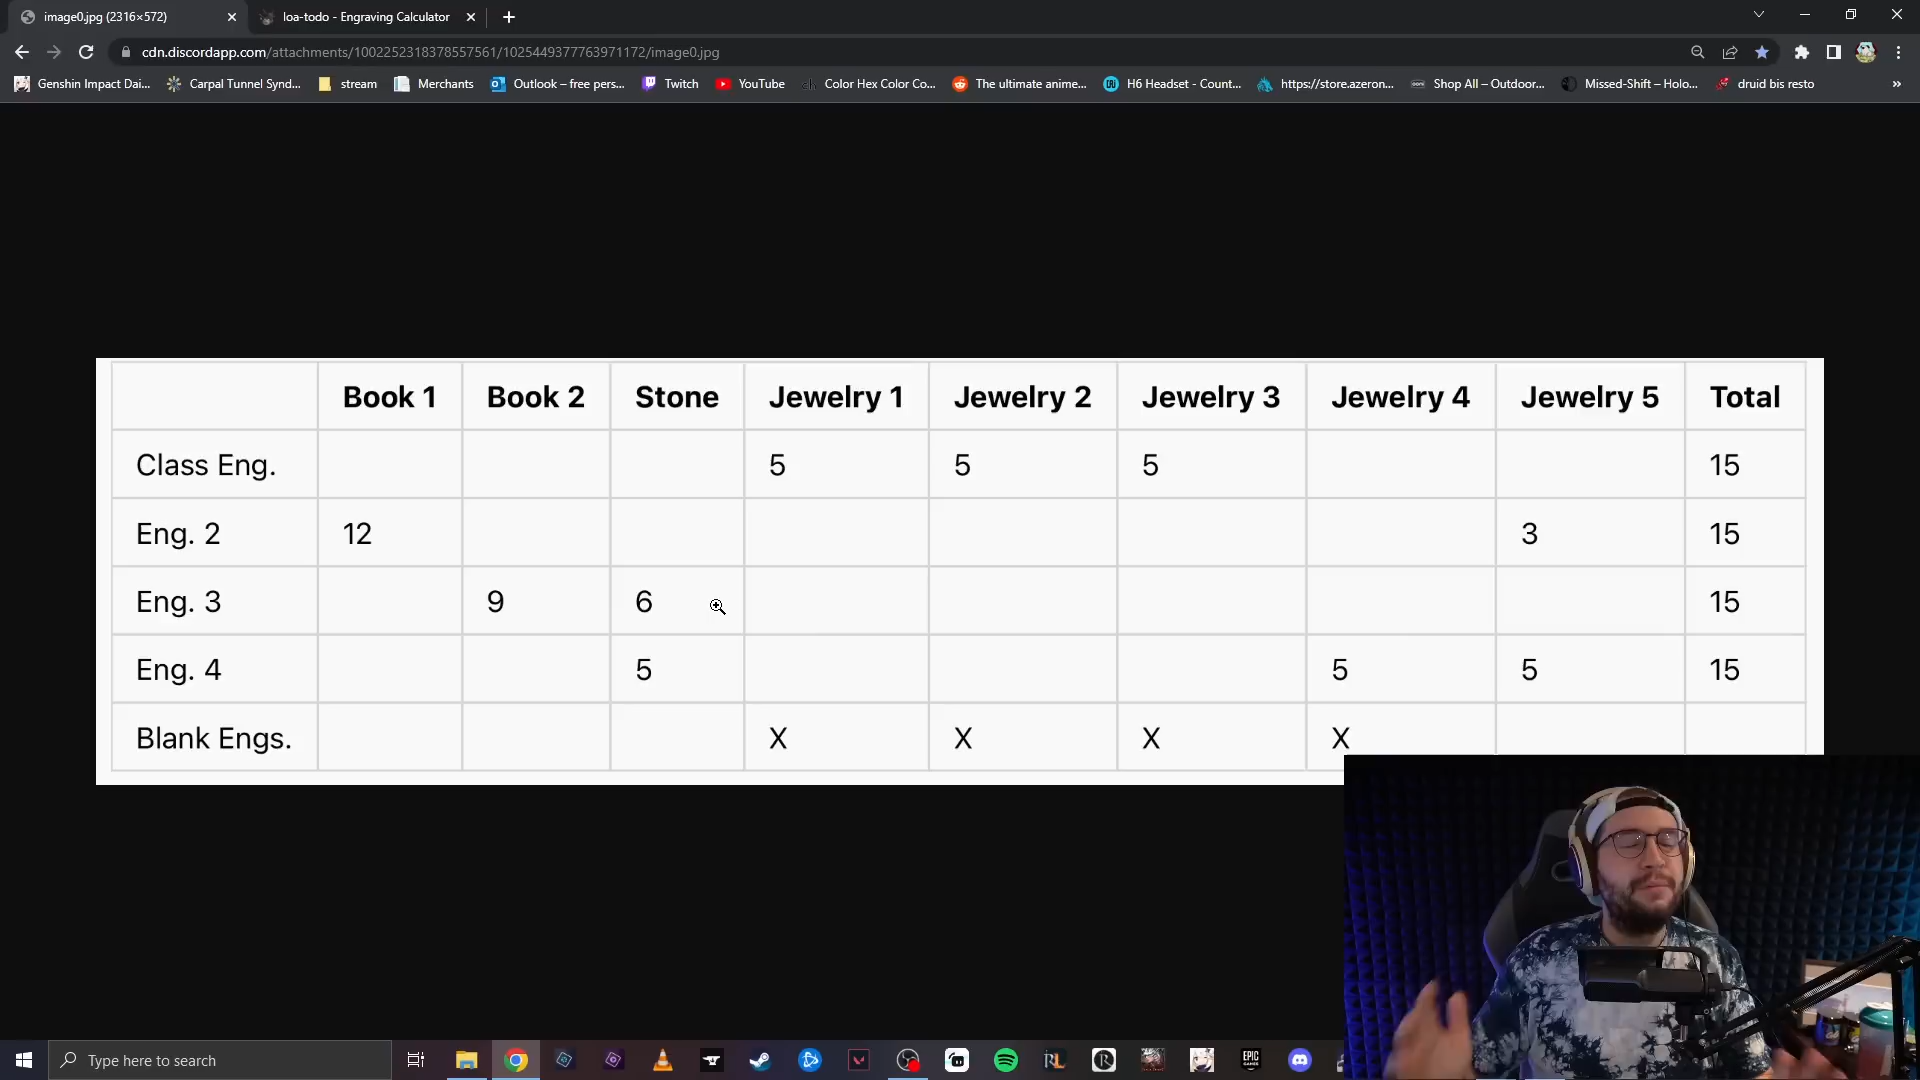 image0.jpg (2316×572)
loa-todo - Engraving Calculator
cdn.discordapp.com/attachments/1002252318378557561/1025449377763971172/image0.jpg
Genshin Impact Dai...
Carpal Tunnel Synd...
stream
Merchants
Outlook – free pers...
Twitch
YouTube
Color Hex Color Co...
The ultimate anime...
H6 Headset - Count...
https://store.azeron...
Shop All – Outdoor...
Missed-Shift – Holo...
druid bis resto
Book 1 Book 2 Stone Jewelry 1 Jewelry 2 Jewelry 3 Jewelry 4 Jewelry 5 Total
Class Eng. 5 5 5 15
Eng. 2 12 3 15
Eng. 3 9 6 15
Eng. 4 5 5 5 15
Blank Engs. X X X X
Type here to search
RL
R
EPIC GAMES